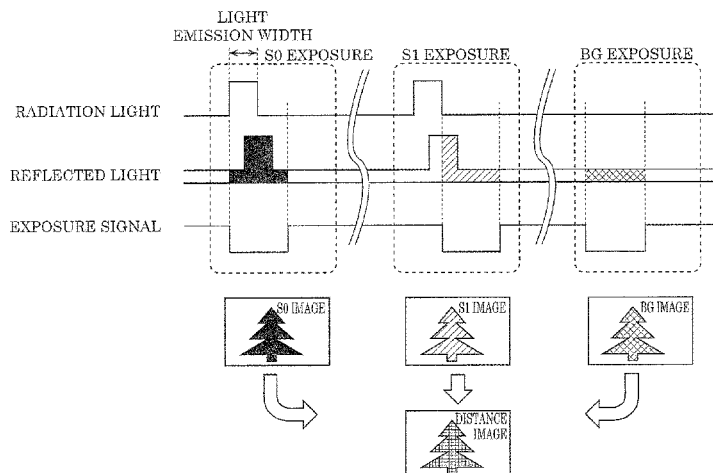 LIGHT
EMISSION WIDTH
S0 EXPOSURE
S1 EXPOSURE
BG EXPOSURE
RADIATION LIGHT
REFLECTED LIGHT
EXPOSURE SIGNAL
S0 IMAGE
S1 IMAGE
BG IMAGE
DISTANCE
IMAGE